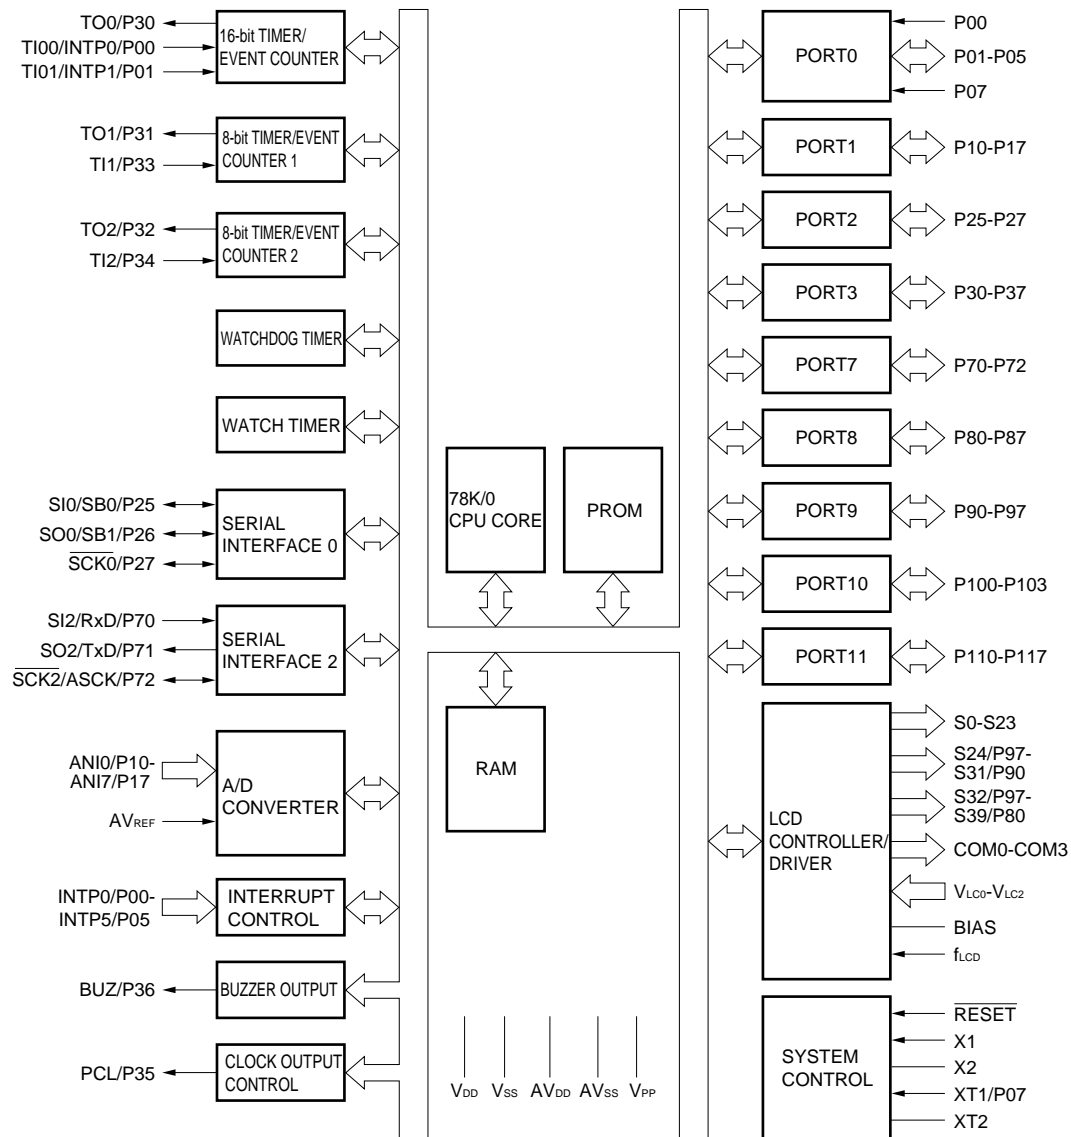 TO0/P30
TI00/INTP0/P00
TI01/INTP1/P01
16-bit TIMER/
EVENT COUNTER
TO1/P31
TI1/P33
8-bit TIMER/EVENT
COUNTER 1
TO2/P32
TI2/P34
8-bit TIMER/EVENT
COUNTER 2
WATCHDOG TIMER
WATCH TIMER
SI0/SB0/P25
SO0/SB1/P26
SCK0/P27
SERIAL
INTERFACE 0
SI2/RxD/P70
SO2/TxD/P71
SCK2/ASCK/P72
SERIAL
INTERFACE 2
ANI0/P10-
ANI7/P17
AVREF
A/D
CONVERTER
INTP0/P00-
INTP5/P05
INTERRUPT
CONTROL
BUZ/P36
BUZZER OUTPUT
PCL/P35
CLOCK OUTPUT
CONTROL
78K/0
CPU CORE
PROM
RAM
VDD
VSS
AVDD
AVSS
VPP
PORT0
P00
P01-P05
P07
PORT1
P10-P17
PORT2
P25-P27
PORT3
P30-P37
PORT7
P70-P72
PORT8
P80-P87
PORT9
P90-P97
PORT10
P100-P103
PORT11
P110-P117
LCD
CONTROLLER/
DRIVER
S0-S23
S24/P97-
S31/P90
S32/P97-
S39/P80
COM0-COM3
VLC0-VLC2
BIAS
fLCD
SYSTEM
CONTROL
RESET
X1
X2
XT1/P07
XT2